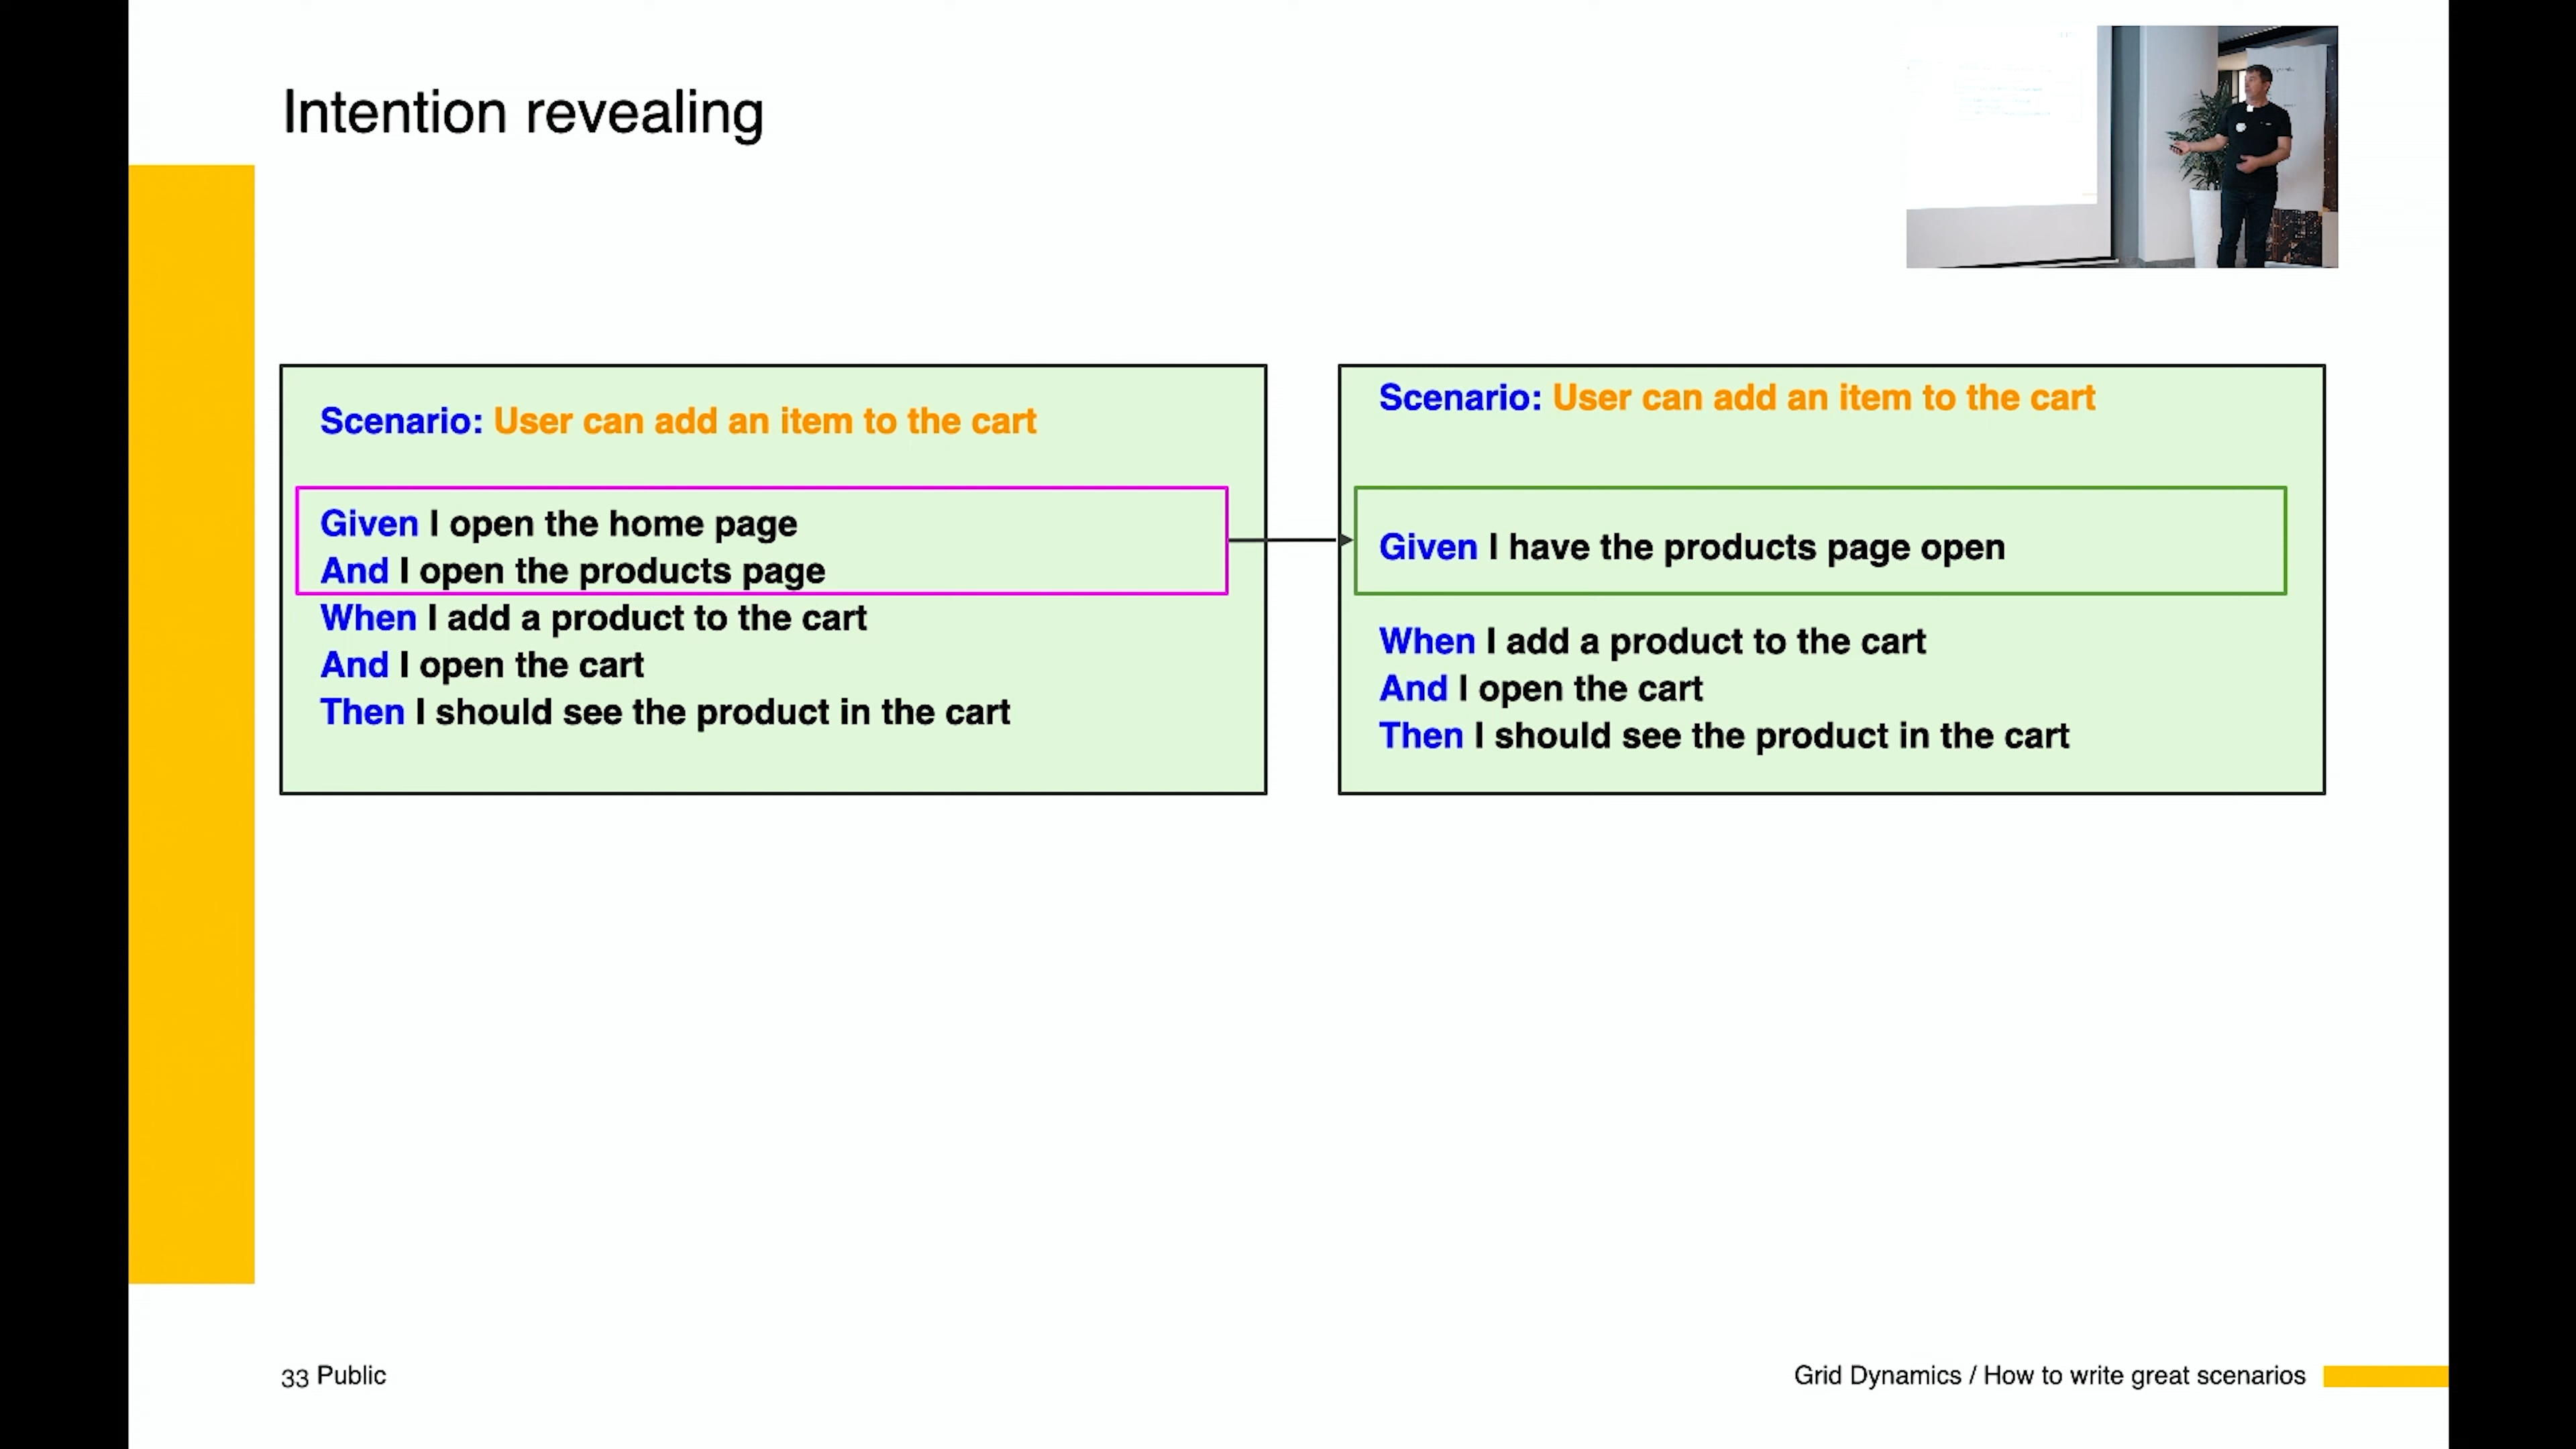 Intention revealing
Scenario: User can add an item to the cart
Given I open the home page
And I open the products page
When I add a product to the cart
And I open the cart
Then I should see the product in the cart
Scenario: User can add an item to the cart
Given I have the products page open
When I add a product to the cart
And I open the cart
Then I should see the product in the cart
33 Public
Grid Dynamics / How to write great scenarios